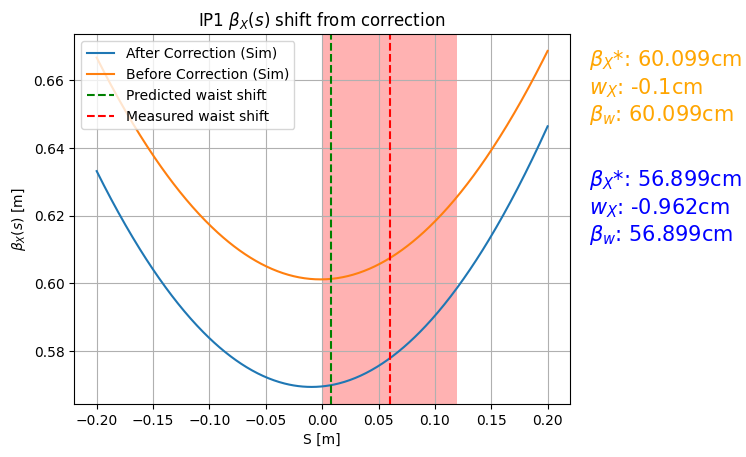 IP1 βX(s) shift from correction
After Correction (Sim)
Before Correction (Sim)
Predicted waist shift
Measured waist shift
βX*: 60.099cm
wX: -0.1cm
βw: 60.099cm
βX*: 56.899cm
wX: -0.962cm
βw: 56.899cm
βX(s) [m]
0.66
0.64
0.62
0.60
0.58
−0.20 −0.15 −0.10 −0.05 0.00 0.05 0.10 0.15 0.20
S [m]